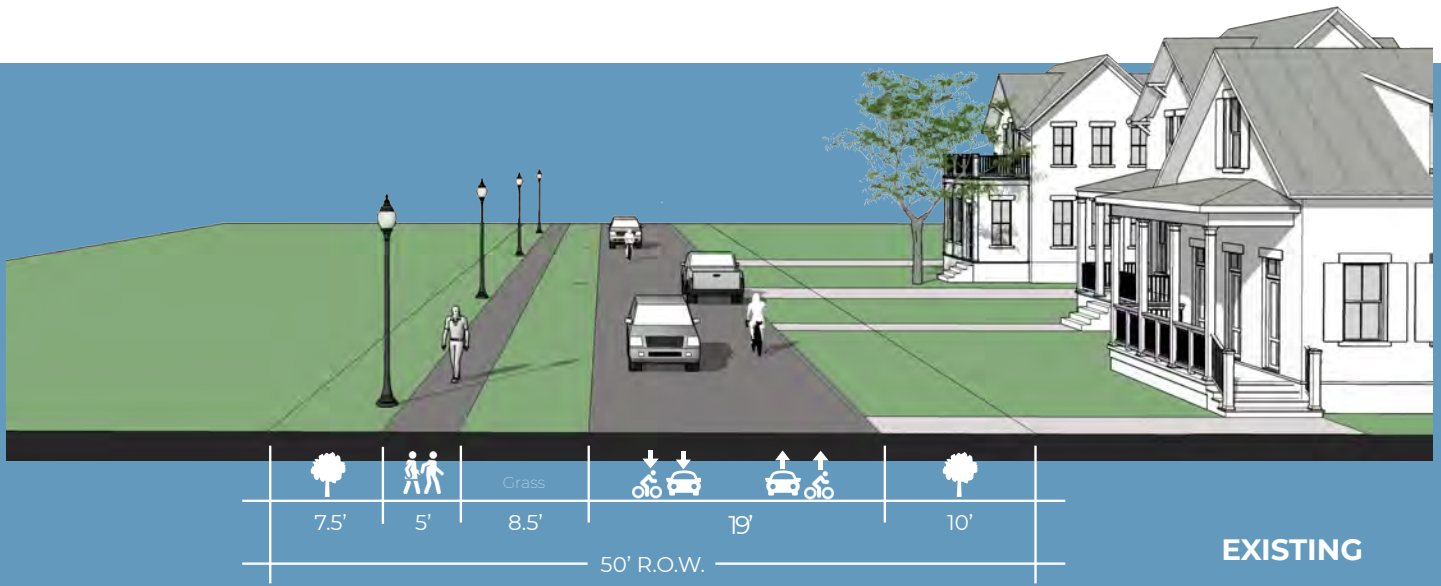 Grass
7.5’ 5’ 8.5’ 19’ 10’
50’ R.O.W.
EXISTING